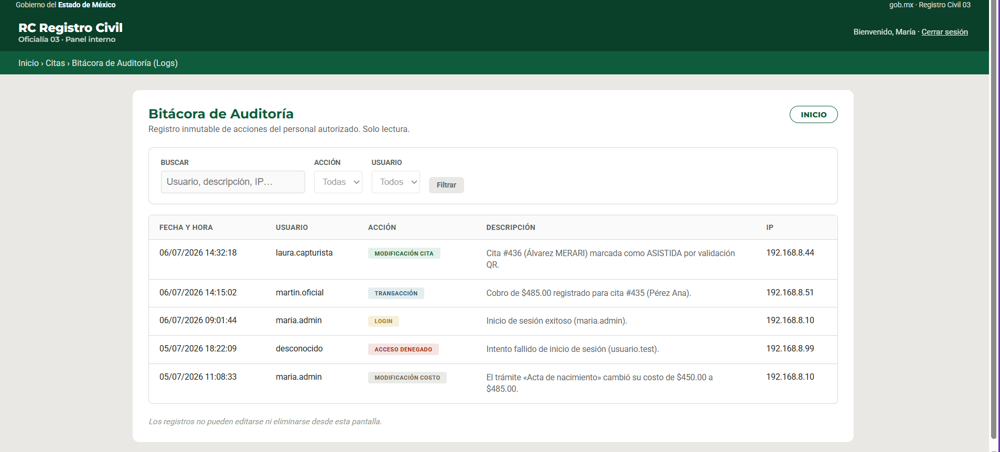 Gobierno del Estado de México
gob.mx · Registro Civil 03
RC Registro Civil
Oficialía 03 · Panel interno
Bienvenido, María · Cerrar sesión
Inicio › Citas › Bitácora de Auditoría (Logs)
Bitácora de Auditoría
INICIO
Registro inmutable de acciones del personal autorizado. Solo lectura.
BUSCAR ACCIÓN USUARIO
Usuario, descripción, IP… Todas Todos Filtrar
FECHA Y HORA USUARIO ACCIÓN DESCRIPCIÓN IP
06/07/2026 14:32:18 laura.capturista MODIFICACIÓN CITA Cita #436 (Álvarez MERARI) marcada como ASISTIDA por validación 192.168.8.44
QR.
06/07/2026 14:15:02 martin.oficial TRANSACCIÓN Cobro de $485.00 registrado para cita #435 (Pérez Ana). 192.168.8.51
06/07/2026 09:01:44 maria.admin LOGIN Inicio de sesión exitoso (maria.admin). 192.168.8.10
05/07/2026 18:22:09 desconocido ACCESO DENEGADO Intento fallido de inicio de sesión (usuario.test). 192.168.8.99
05/07/2026 11:08:33 maria.admin MODIFICACIÓN COSTO El trámite «Acta de nacimiento» cambió su costo de $450.00 a 192.168.8.10
$485.00.
Los registros no pueden editarse ni eliminarse desde esta pantalla.